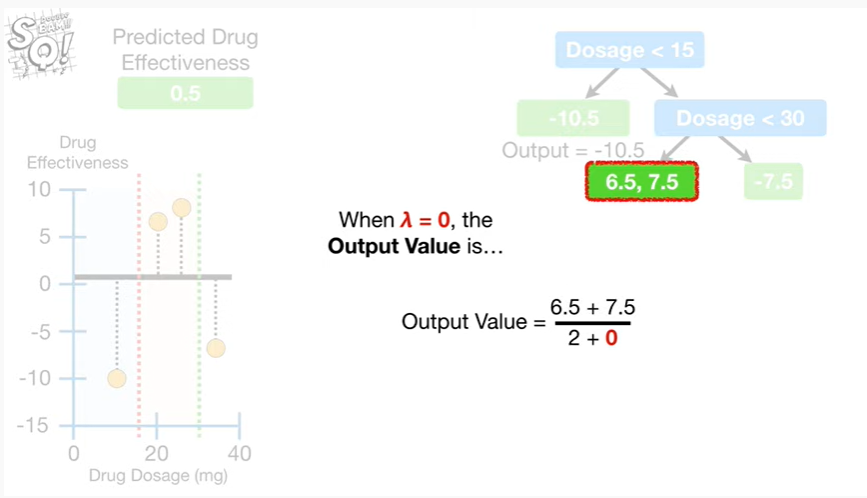 SQ!
Predicted Drug
Effectiveness
0.5
Dosage < 15
-10.5
Dosage < 30
Output = -10.5
6.5, 7.5
-7.5
When λ = 0, the
Output Value is...
Output Value = 6.5 + 7.5
2 + 0
Drug
Effectiveness
10
5
0
-5
-10
-15
0 20 40
Drug Dosage (mg)